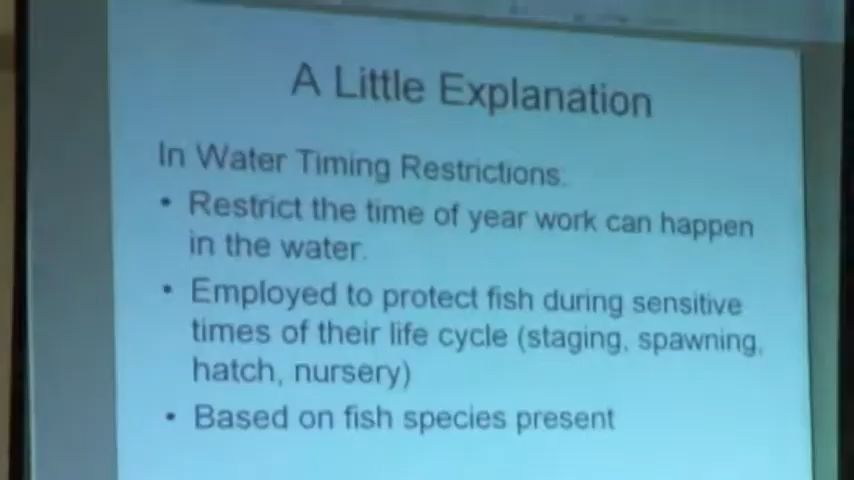 A Little Explanation
In Water Timing Restrictions:
• Restrict the time of year work can happen
in the water.
• Employed to protect fish during sensitive
times of their life cycle (staging, spawning,
hatch, nursery)
• Based on fish species present